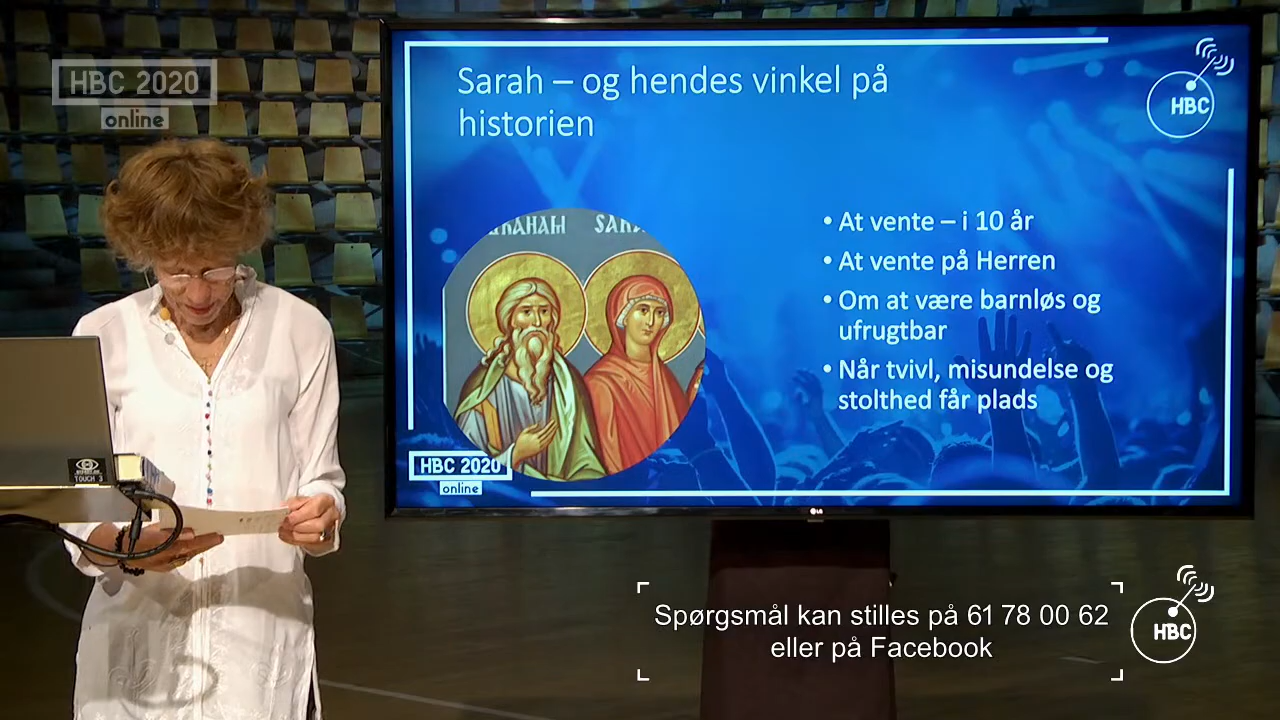 HBC 2020
online
Sarah – og hendes vinkel på
historien
HBC
• At vente – i 10 år
• At vente på Herren
• Om at være barnløs og
ufrugtbar
• Når tvivl, misundelse og
stolthed får plads
HBC 2020
online
LG
TOUCH 3
Spørgsmål kan stilles på 61 78 00 62
eller på Facebook
HBC